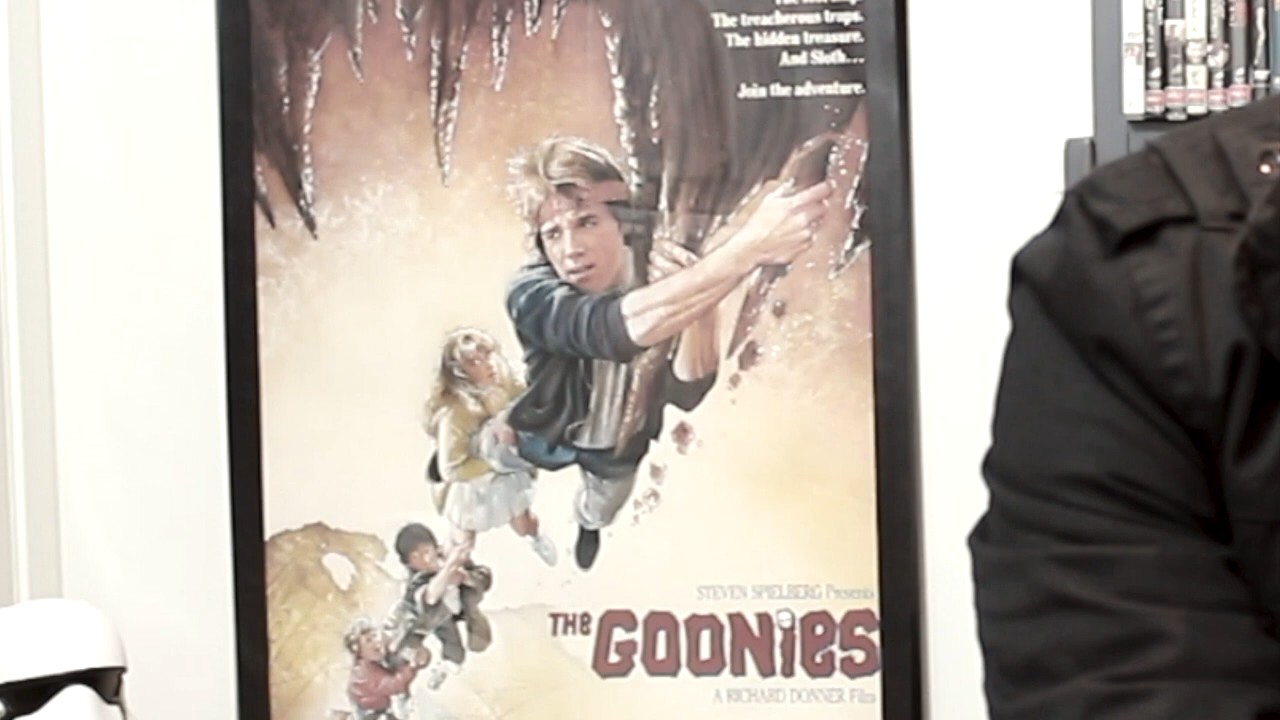 The treacherous traps.
The hidden treasure.
And Sloth...
Join the adventure.
STEVEN SPIELBERG Presents
THE GOONiES
A RICHARD DONNER Film